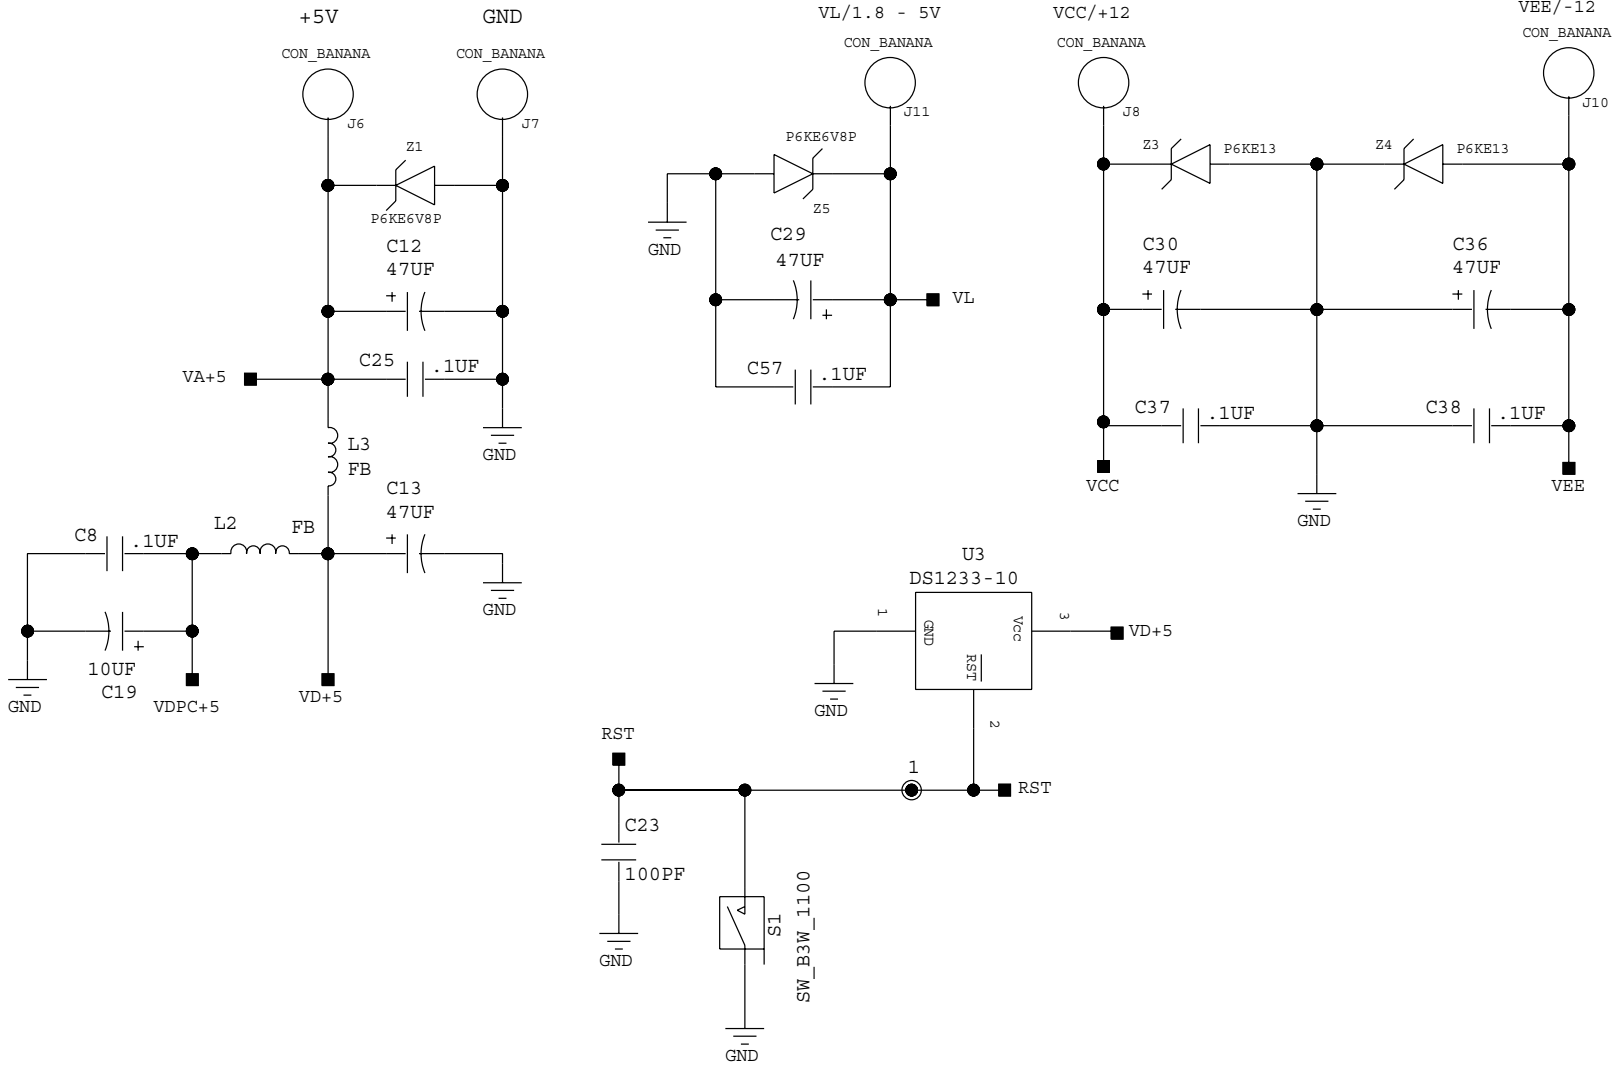 +5V
GND
VL/1.8 - 5V
VCC/+12
VEE/-12
CON_BANANA
CON_BANANA
CON_BANANA
CON_BANANA
CON_BANANA
J6
J7
J11
J8
J10
Z1
P6KE6V8P
C12
47UF
+
C25
.1UF
VA+5
GND
L3
FB
C13
47UF
+
L2
FB
C8
.1UF
+
10UF
C19
GND
VDPC+5
VD+5
GND
P6KE6V8P
Z5
GND
C29
47UF
+
VL
C57
.1UF
Z3
P6KE13
Z4
P6KE13
C30
47UF
+
C36
47UF
+
C37
.1UF
C38
.1UF
VCC
GND
VEE
U3
DS1233-10
1
GND
Vcc
3
VD+5
RST
2
GND
RST
1
RST
C23
100PF
GND
S1
SW_B3W_1100
GND